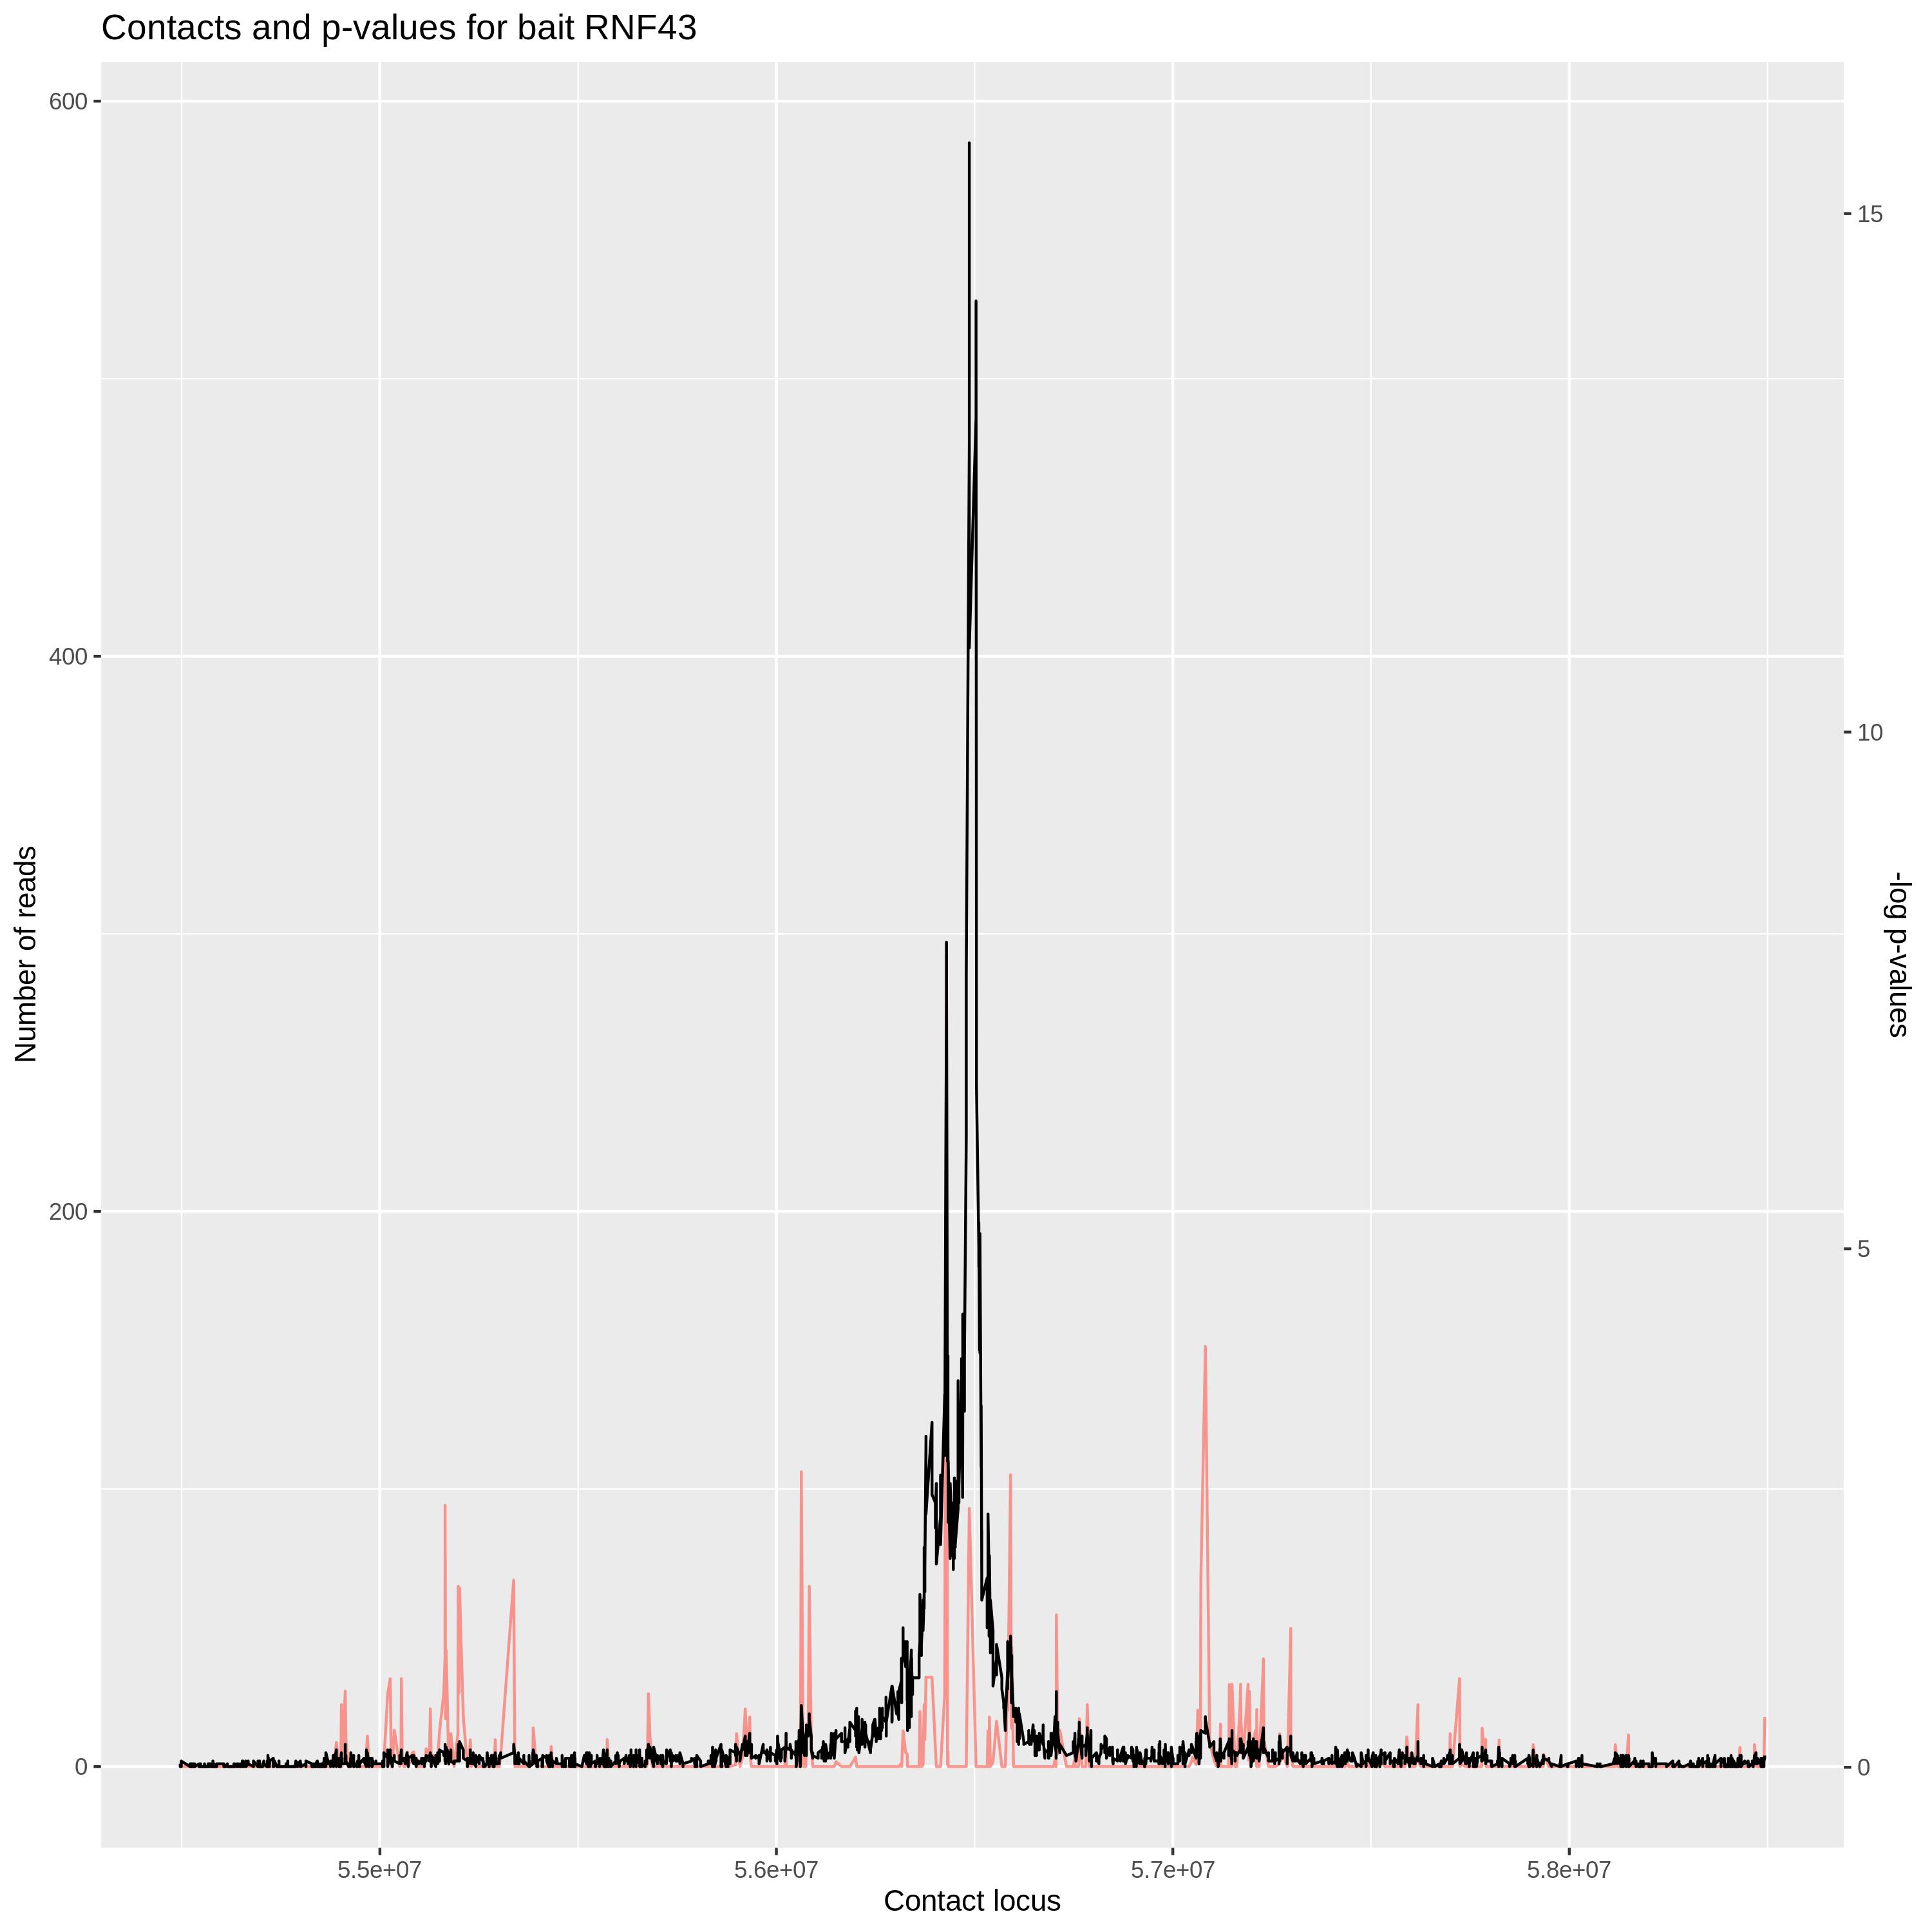 Contacts and p-values for bait RNF43
600
400
200
0
Number of reads
15
10
5
0
-log p-values
5.5e+07
5.6e+07
5.7e+07
5.8e+07
Contact locus